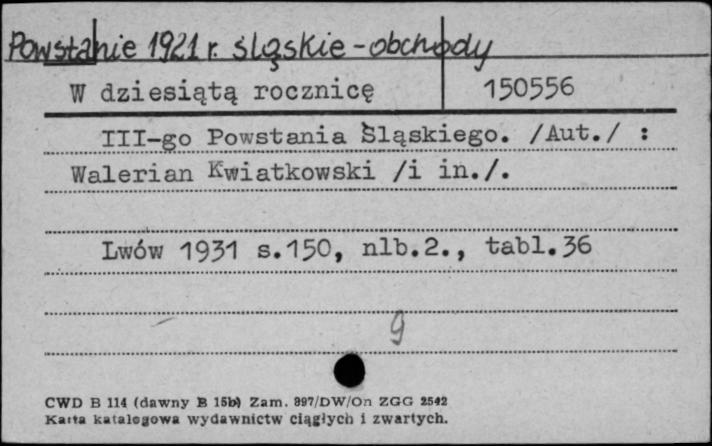 Powstanie 1921 r. śląskie - obchody
W dziesiątą rocznicę 150556
III-go Powstania Śląskiego. /Aut./ :
Walerian Kwiatkowski /i in./.
Lwów 1931 s.150, nlb.2., tabl.36
9
CWD B 114 (dawny B 15b) Zam. 897/DW/On ZGG 2542
Karta katalogowa wydawnictw ciągłych i zwartych.